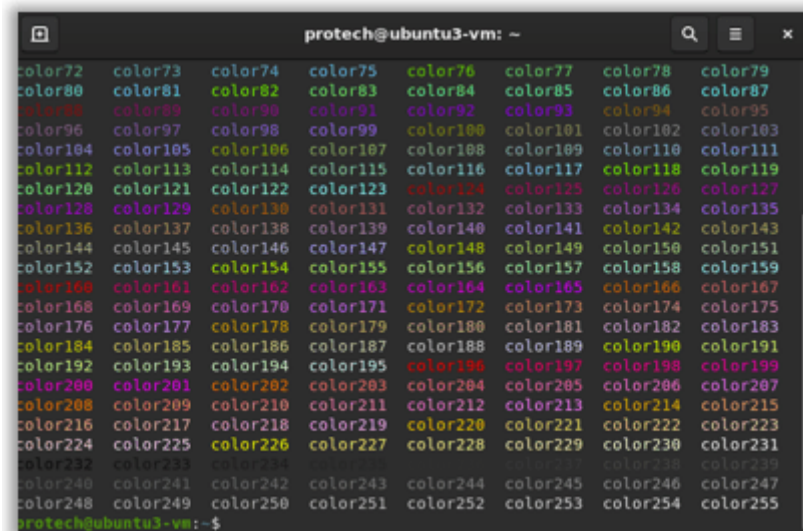 protech@ubuntu3-vm: ~
color72 color73 color74 color75 color76 color77 color78 color79
color80 color81 color82 color83 color84 color85 color86 color87
color88 color89 color90 color91 color92 color93 color94 color95
color96 color97 color98 color99 color100 color101 color102 color103
color104 color105 color106 color107 color108 color109 color110 color111
color112 color113 color114 color115 color116 color117 color118 color119
color120 color121 color122 color123 color124 color125 color126 color127
color128 color129 color130 color131 color132 color133 color134 color135
color136 color137 color138 color139 color140 color141 color142 color143
color144 color145 color146 color147 color148 color149 color150 color151
color152 color153 color154 color155 color156 color157 color158 color159
color160 color161 color162 color163 color164 color165 color166 color167
color168 color169 color170 color171 color172 color173 color174 color175
color176 color177 color178 color179 color180 color181 color182 color183
color184 color185 color186 color187 color188 color189 color190 color191
color192 color193 color194 color195 color196 color197 color198 color199
color200 color201 color202 color203 color204 color205 color206 color207
color208 color209 color210 color211 color212 color213 color214 color215
color216 color217 color218 color219 color220 color221 color222 color223
color224 color225 color226 color227 color228 color229 color230 color231
color232 color233 color234 color235 color237 color238 color239
color240 color241 color242 color243 color244 color245 color246 color247
color248 color249 color250 color251 color252 color253 color254 color255
protech@ubuntu3-vm:~$